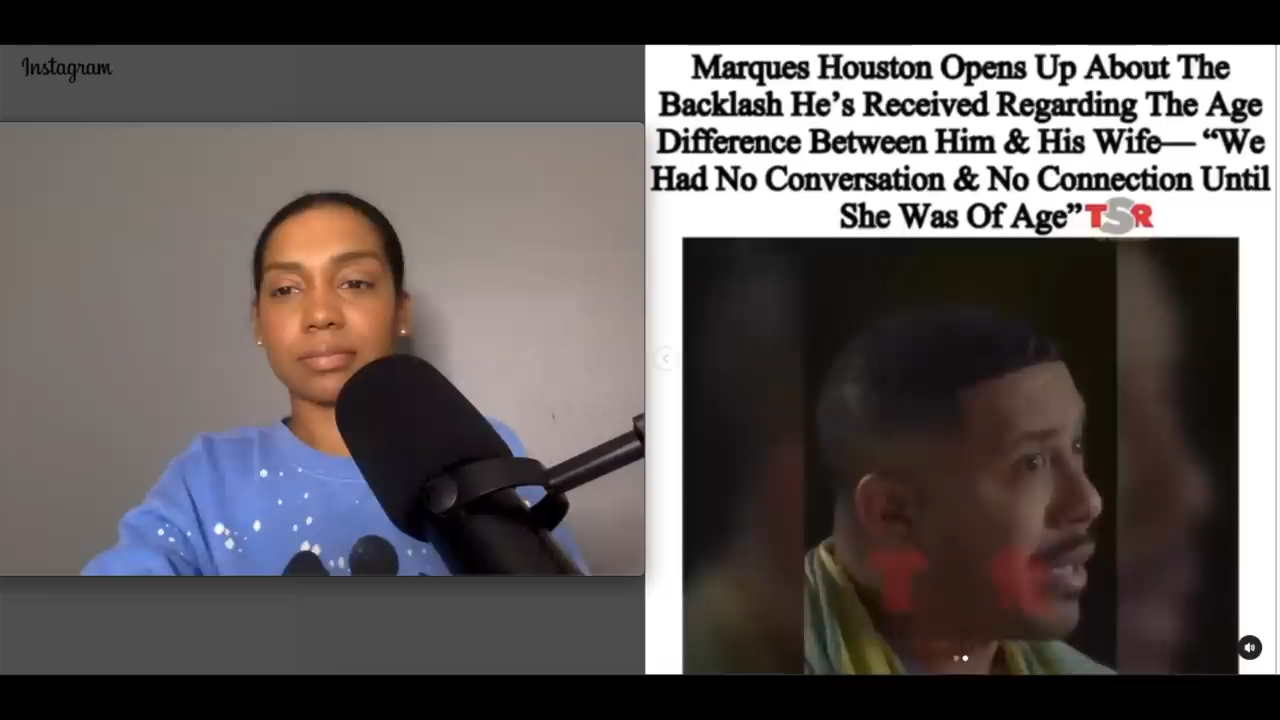 Instagram
Marques Houston Opens Up About The
Backlash He’s Received Regarding The Age
Difference Between Him & His Wife— “We
Had No Conversation & No Connection Until
She Was Of Age” TSR
T R